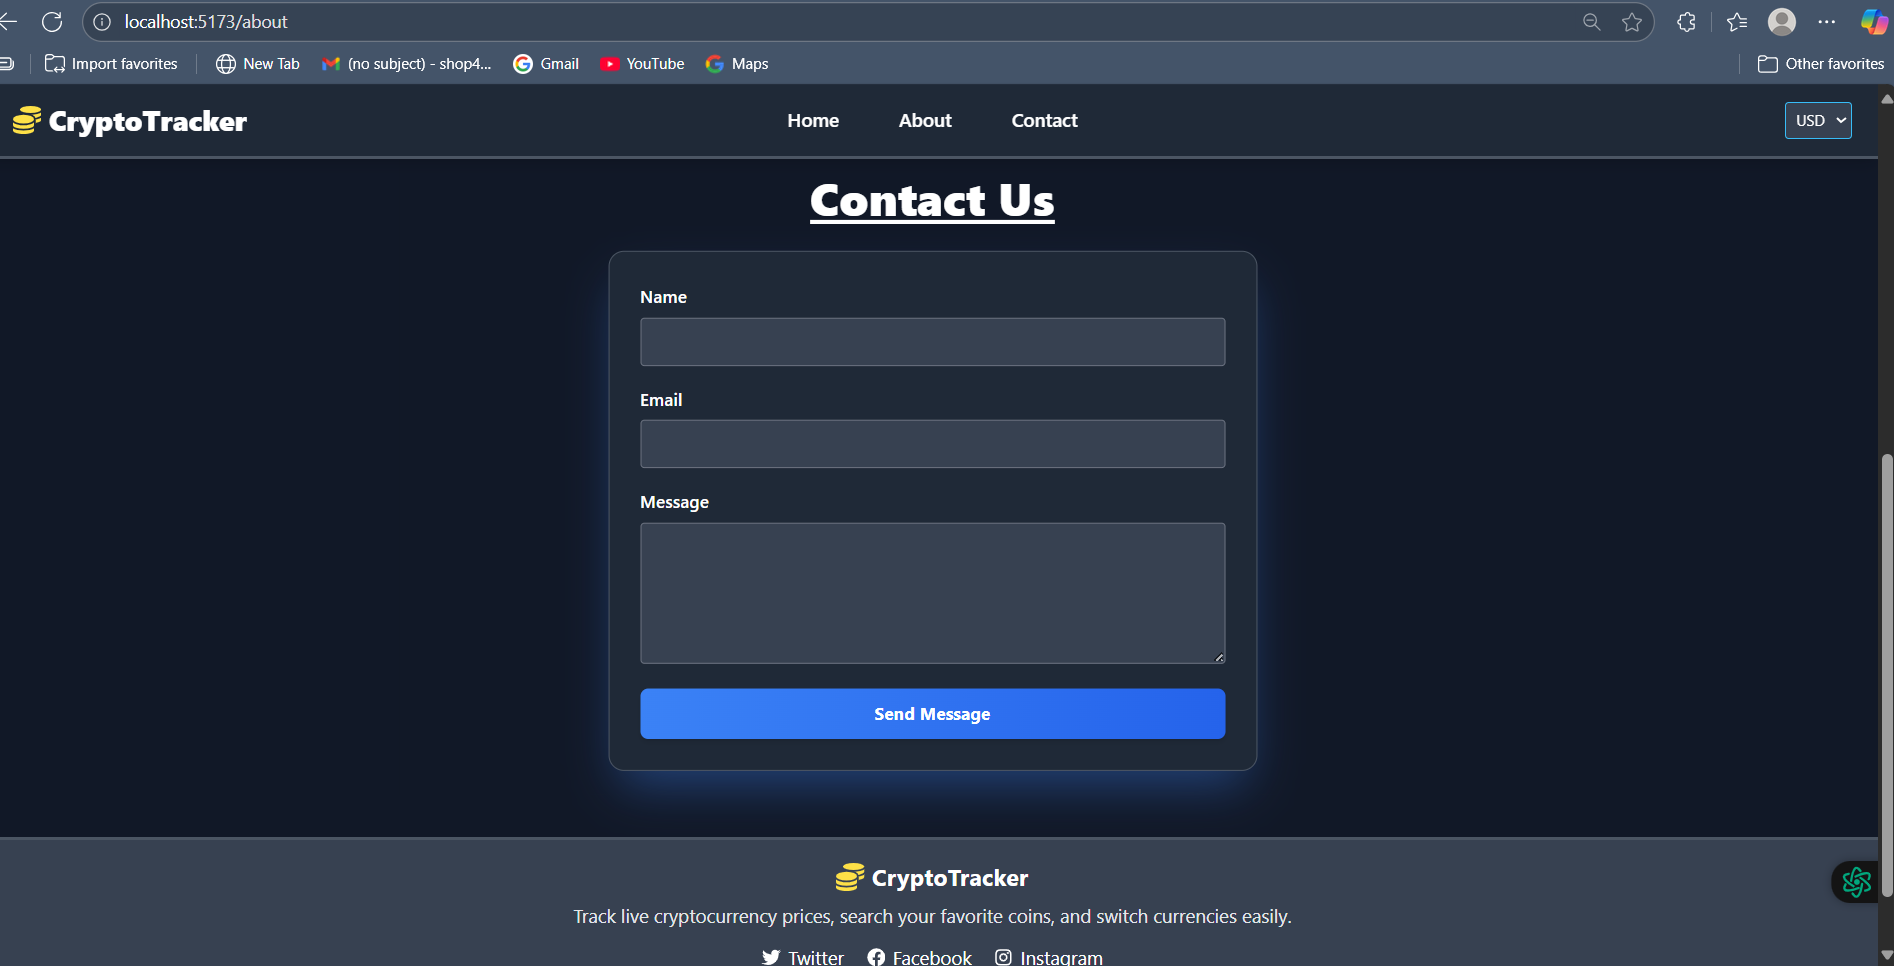 localhost:5173/about
Import favorites New Tab (no subject) - shop4... Gmail YouTube Maps Other favorites
CryptoTracker Home About Contact USD
Contact Us
Name
Email
Message
Send Message
CryptoTracker
Track live cryptocurrency prices, search your favorite coins, and switch currencies easily.
Twitter Facebook Instagram